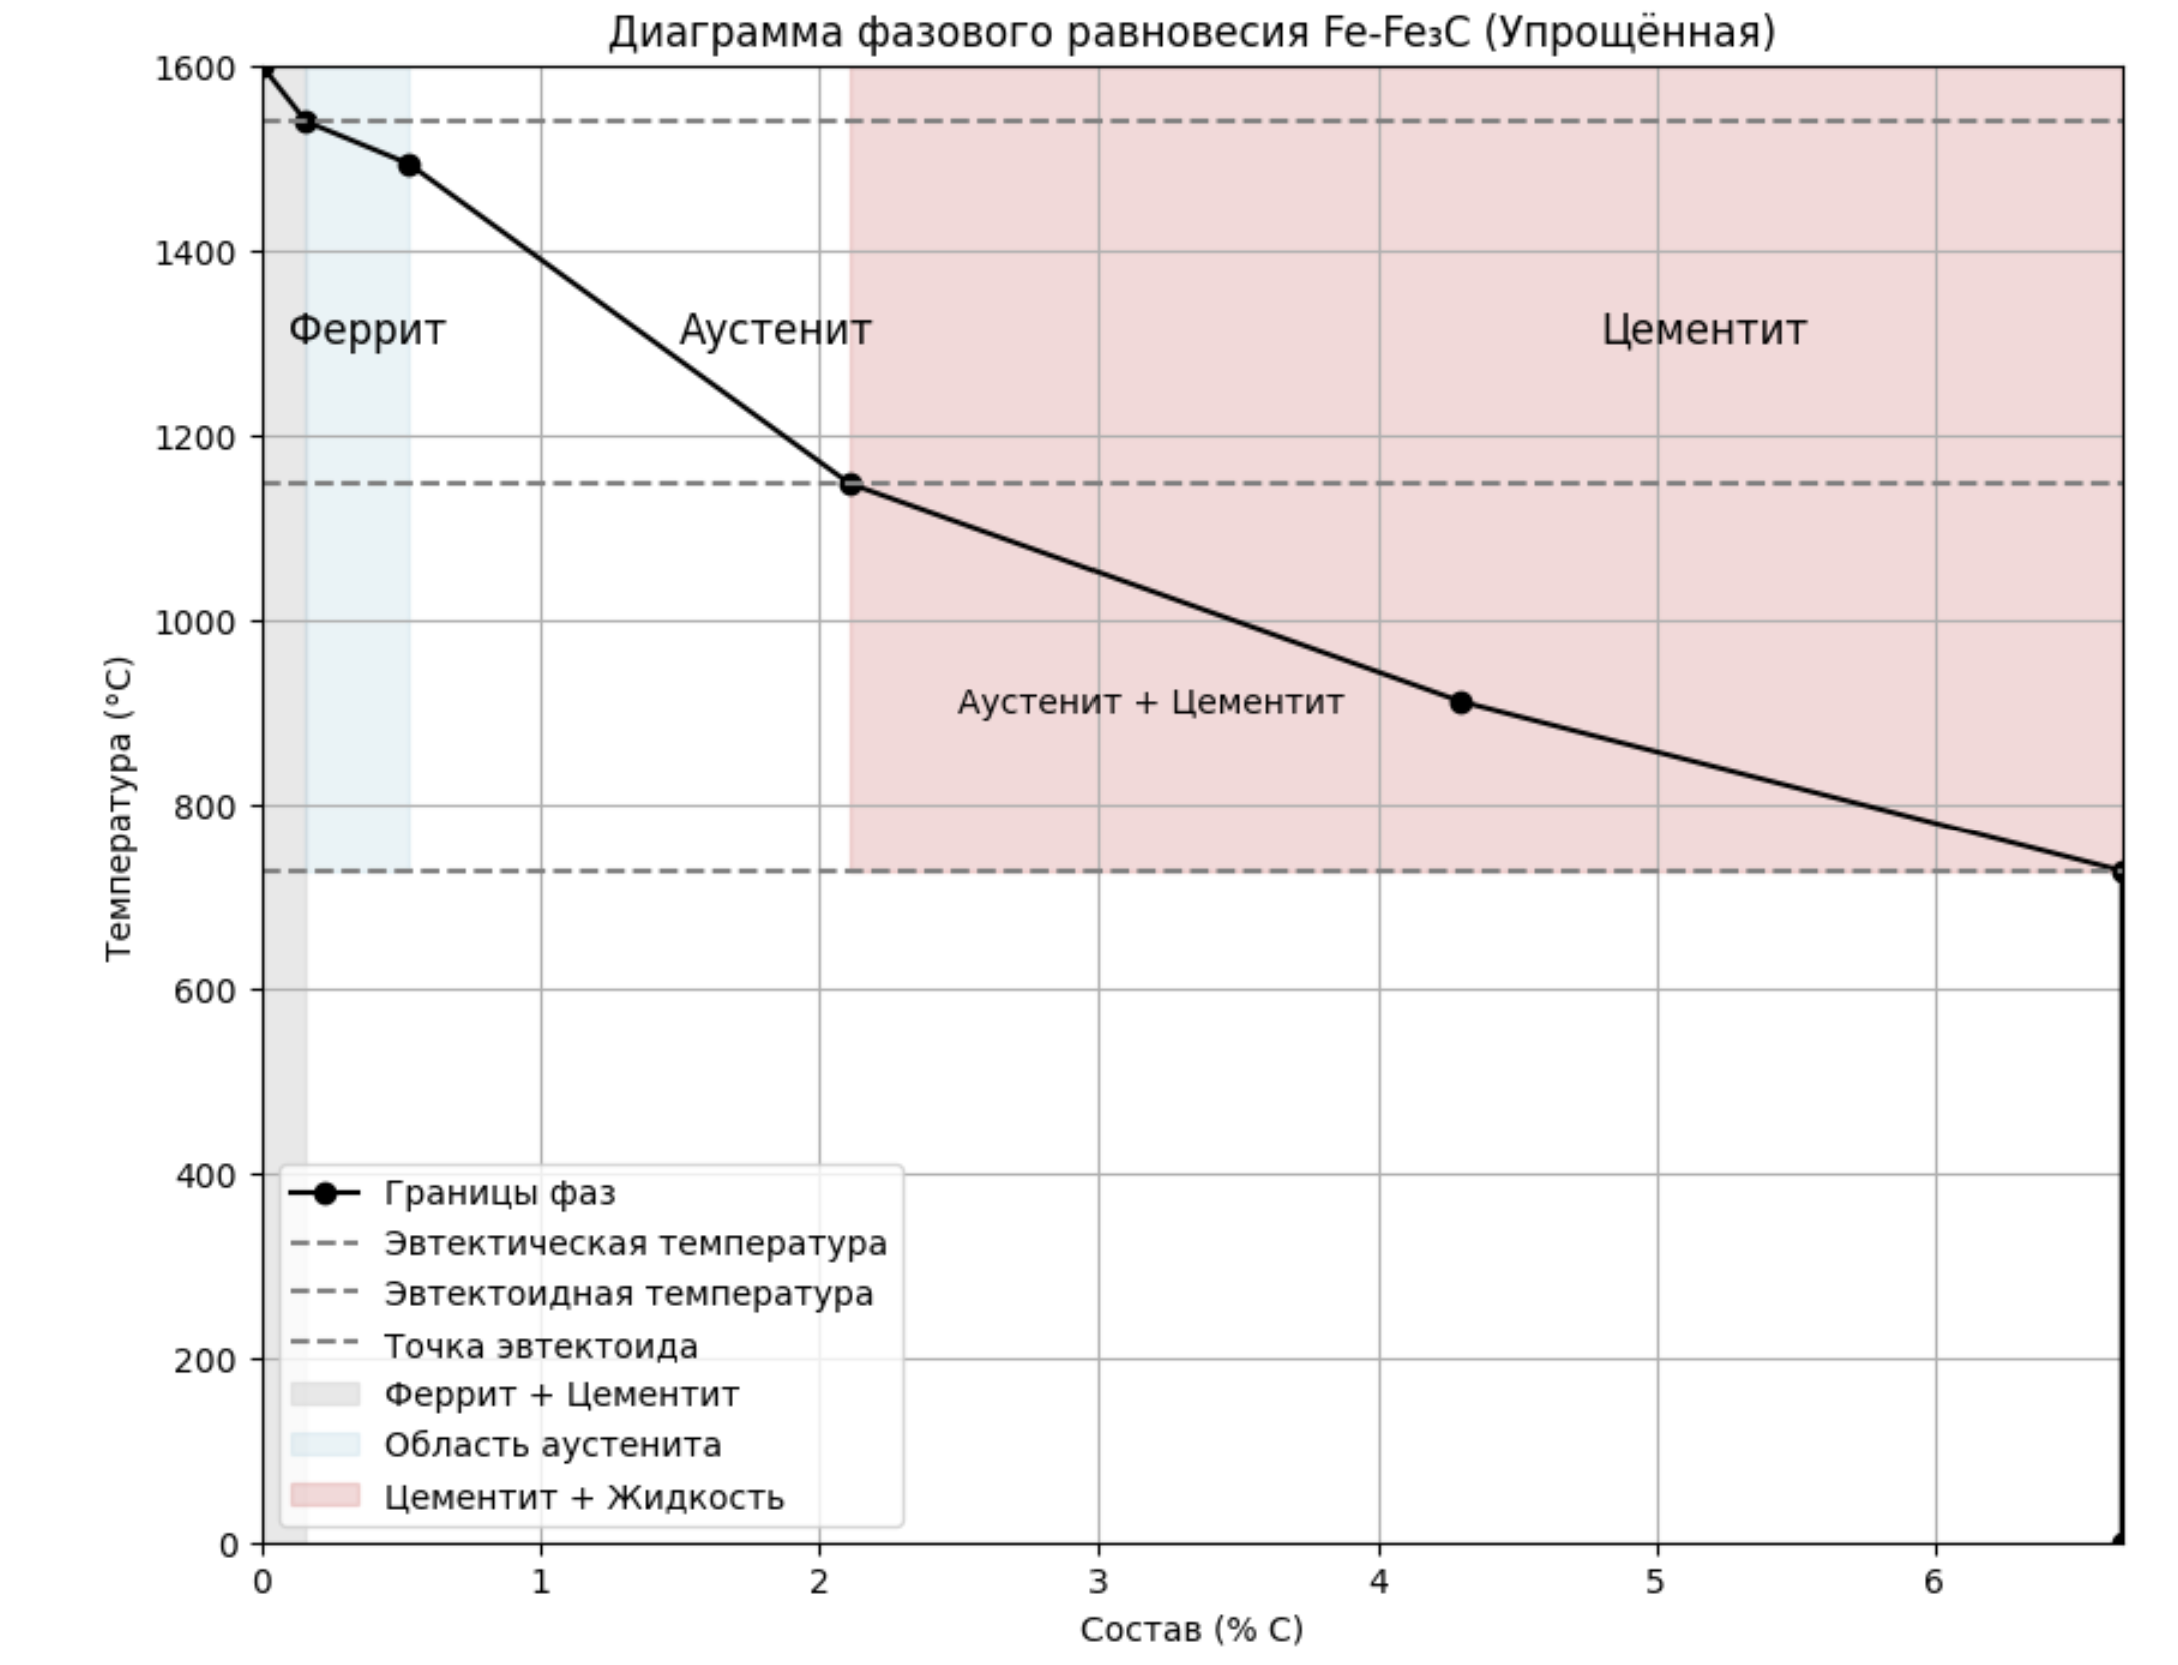 Диаграмма фазового равновесия Fe-Fe₃C (Упрощённая)
1600
1400
1200
1000
800
600
400
200
0
Температура (°C)
Феррит
Аустенит
Цементит
Аустенит + Цементит
Границы фаз
Эвтектическая температура
Эвтектоидная температура
Точка эвтектоида
Феррит + Цементит
Область аустенита
Цементит + Жидкость
0 1 2 3 4 5 6
Состав (% C)